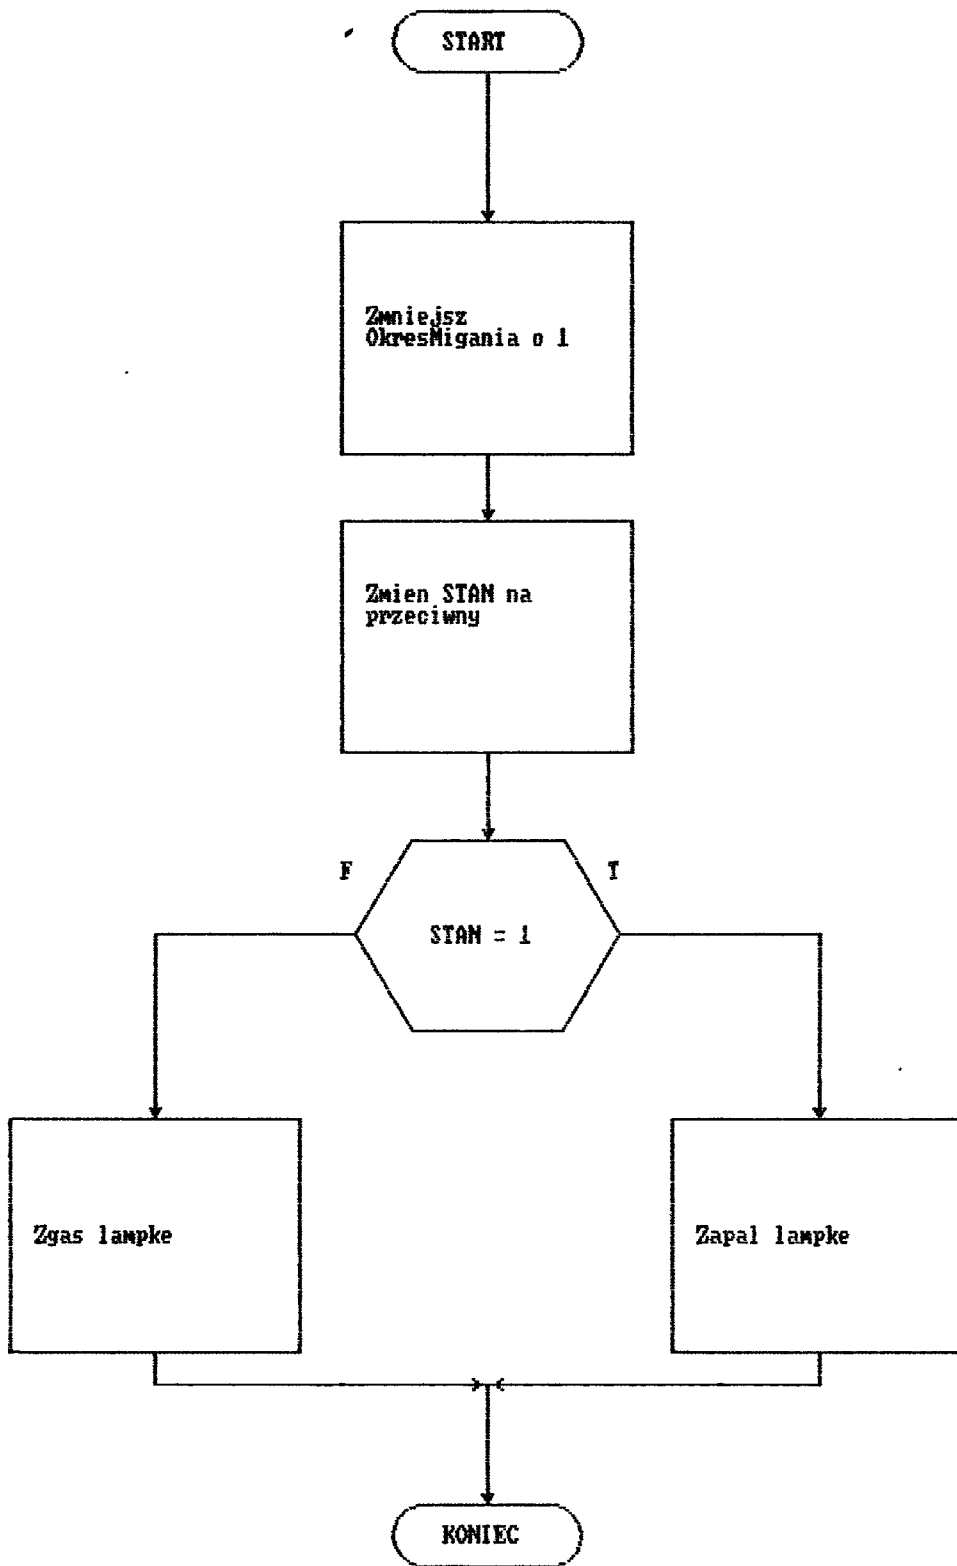 START
Zmniejsz
OkresMigania o 1
Zmien STAN na
przeciwny
F
T
STAN = 1
Zgas lampke
Zapal lampke
KONIEC